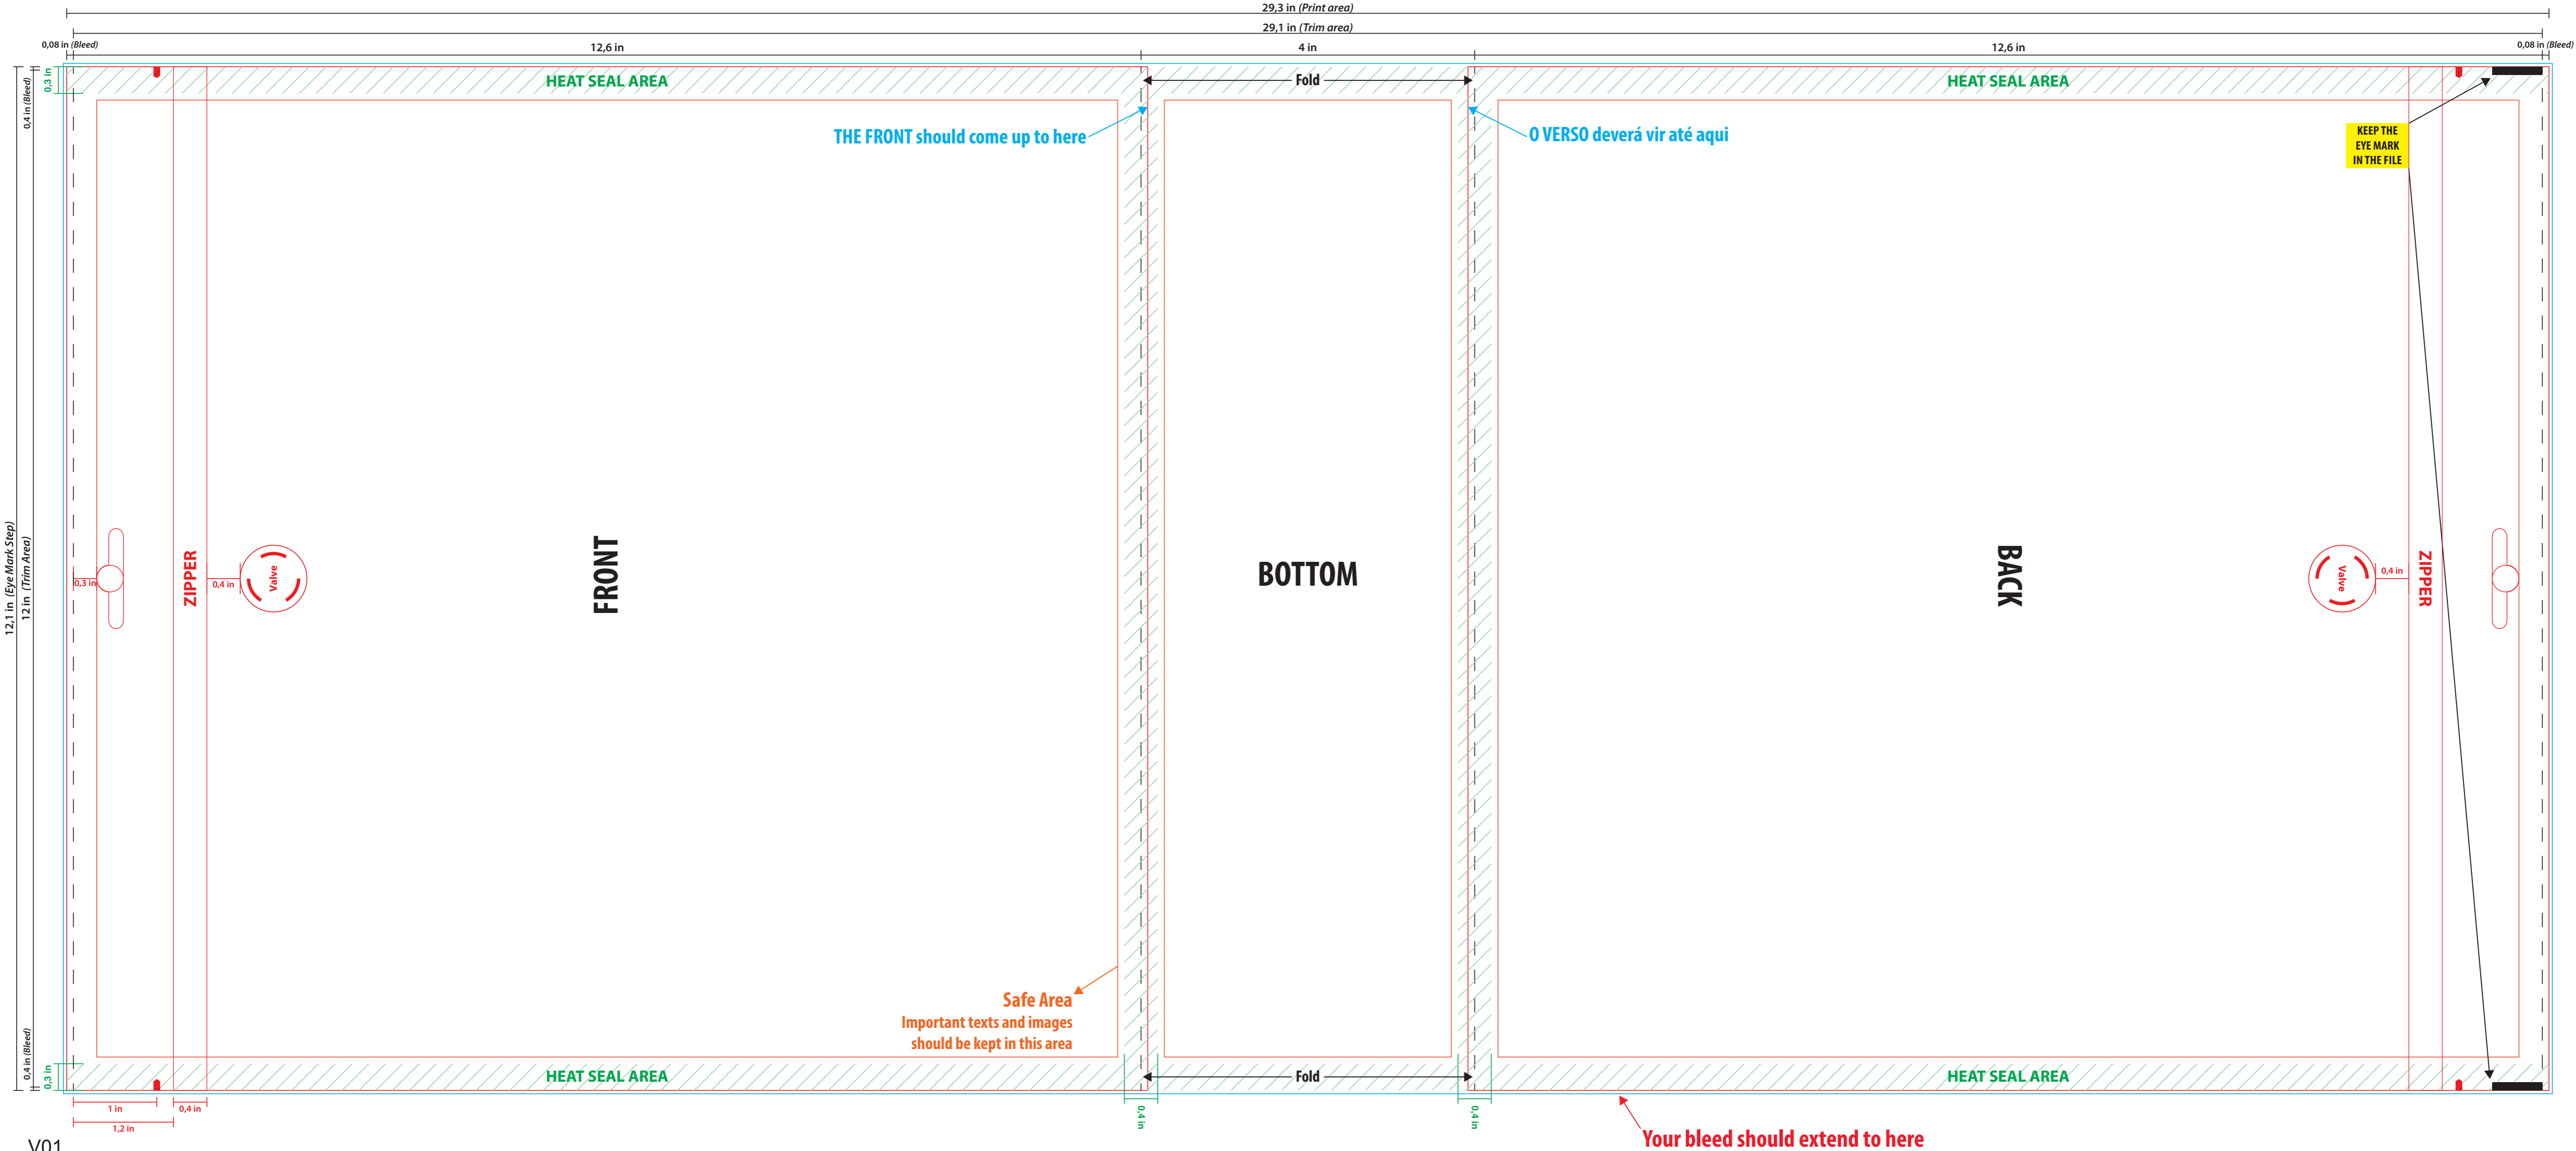 29,3 in (Print area)
29,1 in (Trim area)
0,08 in (Bleed)
12,6 in
4 in
12,6 in
0,08 in (Bleed)
0,3 in
0,4 in (Bleed)
HEAT SEAL AREA
Fold
HEAT SEAL AREA
THE FRONT should come up to here
O VERSO deverá vir até aqui
KEEP THE
EYE MARK
IN THE FILE
12,1 in (Eye Mark Step)
12 in (Trim Area)
0,3 in
ZIPPER
0,4 in
Valve
FRONT
BOTTOM
BACK
Valve
0,4 in
ZIPPER
Safe Area
Important texts and images
should be kept in this area
0,4 in (Bleed)
0,3 in
HEAT SEAL AREA
Fold
HEAT SEAL AREA
1 in
0,4 in
1,2 in
0,4 in
0,4 in
Your bleed should extend to here
V01